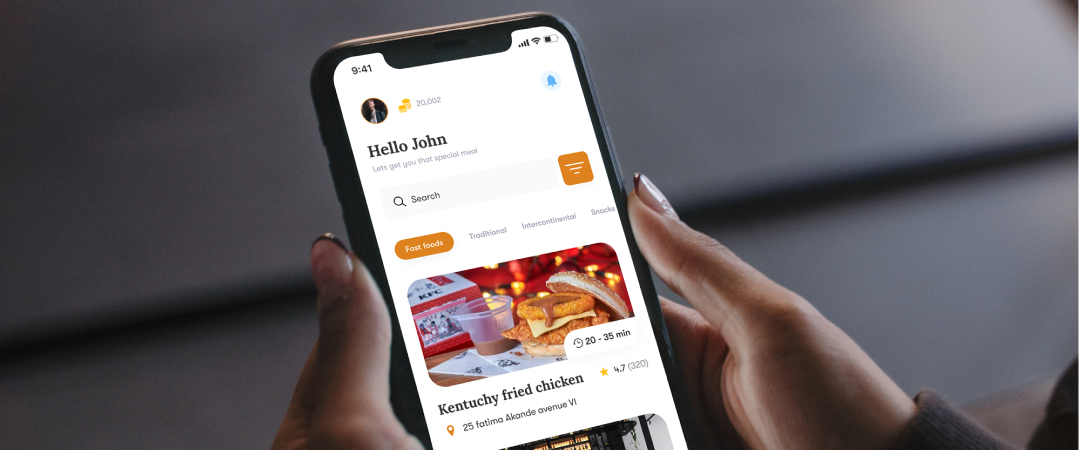 9:41
20,002
Hello John
Lets get you that special meal
Search
Fast foods Traditional Intercontinental Snacks
KFC
20 - 35 min
Kentuchy fried chicken 4.7 (320)
25 fatima Akande avenue VI